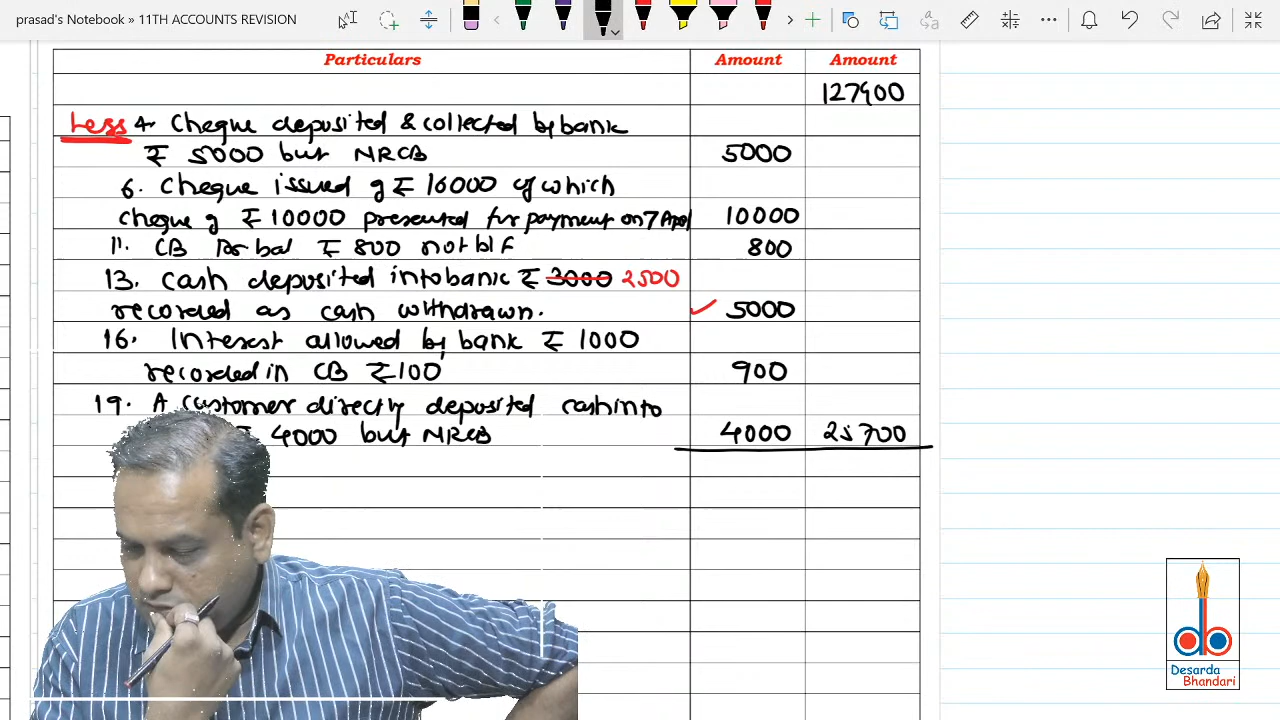 prasad's Notebook » 11TH ACCOUNTS REVISION
Particulars Amount Amount
127900
Less 4. Cheque deposited & collected by bank
₹ 5000 but NRCB 5000
6. Cheque issued of ₹ 16000 of which
cheque of ₹ 10000 presented for payment on 7 April 10000
11. CB Dr bal ₹ 800 not b/f 800
13. Cash deposited into bank ₹ 3000 2500
recorded as cash withdrawn. 5000
16. Interest allowed by bank ₹ 1000
recorded in CB ₹ 100 900
19. A customer directly deposited cash into
₹ 4000 but NRCB 4000 25700
Desarda
Bhandari